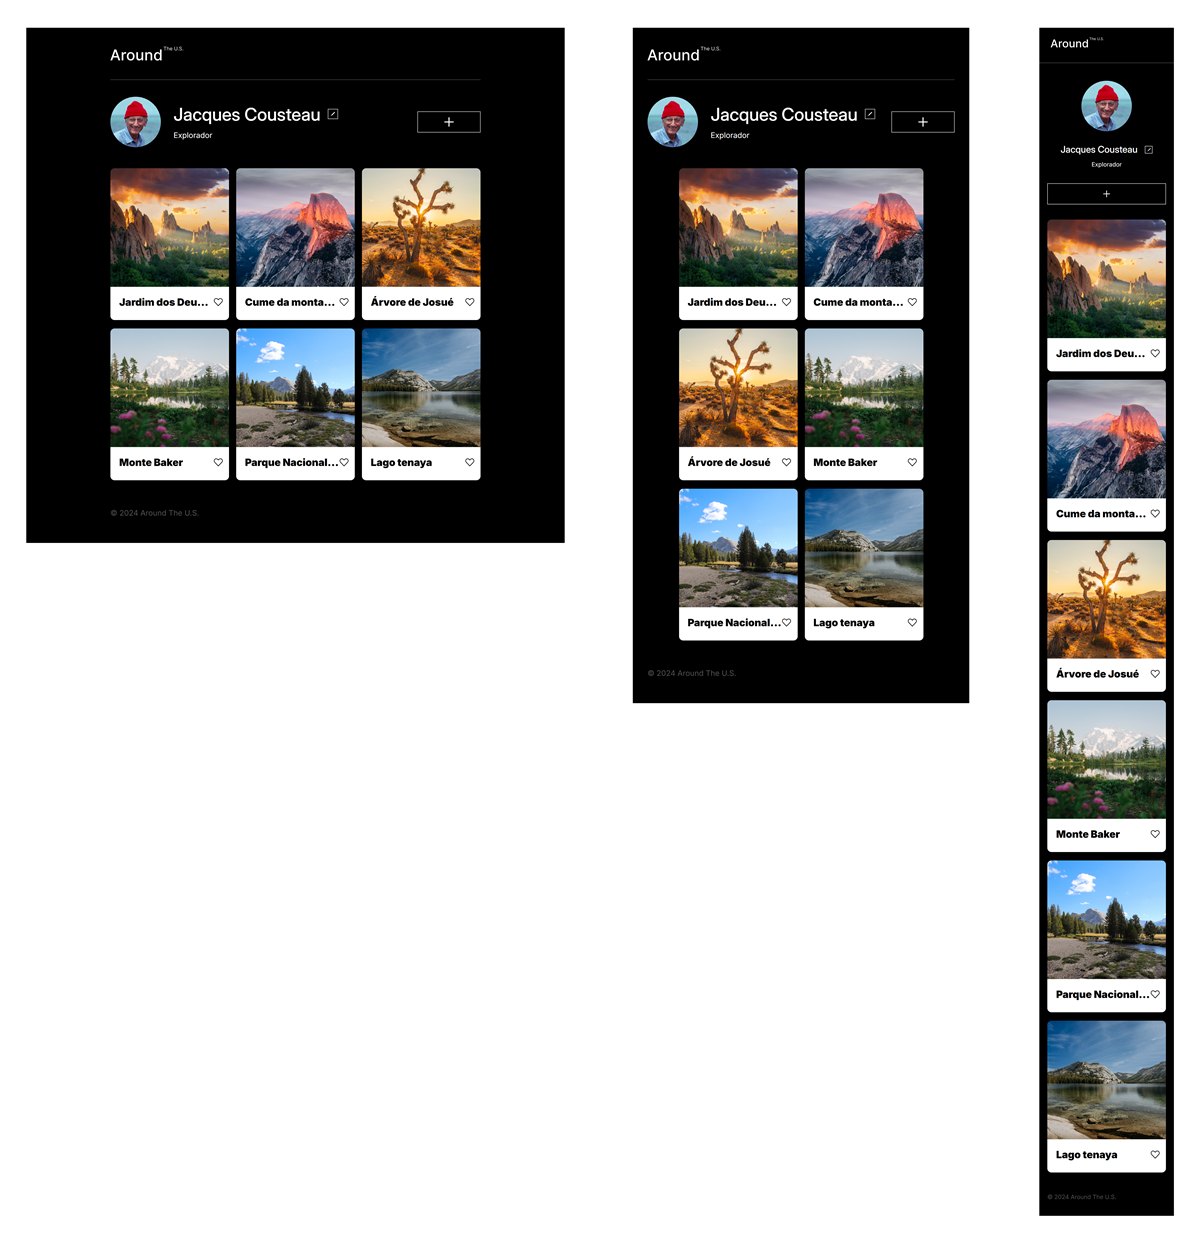 Around The U.S.
Jacques Cousteau
Explorador
+
Jardim dos Deu...
Cume da monta...
Árvore de Josué
Monte Baker
Parque Nacional...
Lago tenaya
© 2024 Around The U.S.
Around The U.S.
Jacques Cousteau
Explorador
+
Jardim dos Deu...
Cume da monta...
Árvore de Josué
Monte Baker
Parque Nacional...
Lago tenaya
© 2024 Around The U.S.
Around The U.S.
Jacques Cousteau
Explorador
+
Jardim dos Deu...
Cume da monta...
Árvore de Josué
Monte Baker
Parque Nacional...
Lago tenaya
© 2024 Around The U.S.